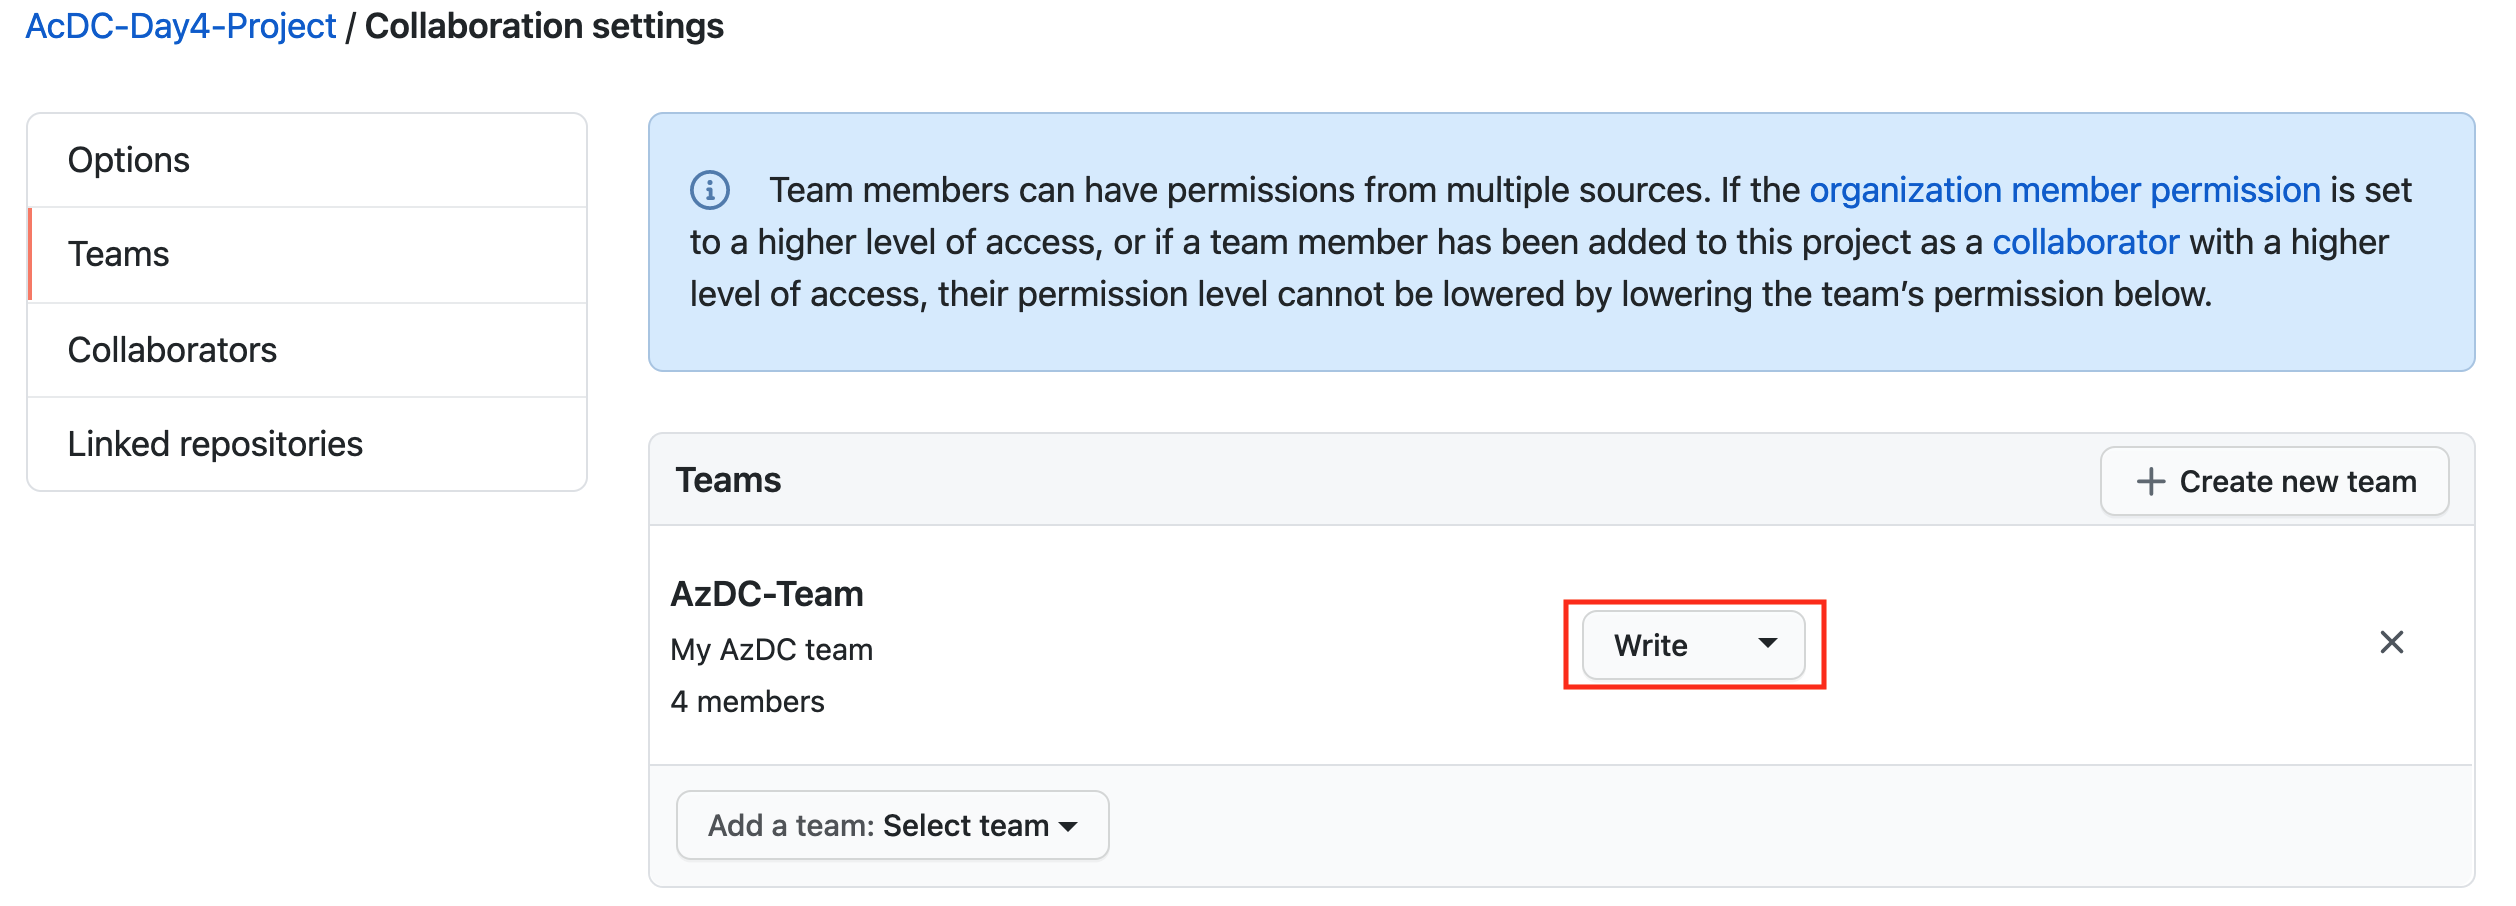 AcDC-Day4-Project / Collaboration settings
Options
Teams
Collaborators
Linked repositories
Team members can have permissions from multiple sources. If the organization member permission is set
to a higher level of access, or if a team member has been added to this project as a collaborator with a higher
level of access, their permission level cannot be lowered by lowering the team’s permission below.
Teams
Create new team
AzDC-Team
My AzDC team
4 members
Write
Add a team: Select team